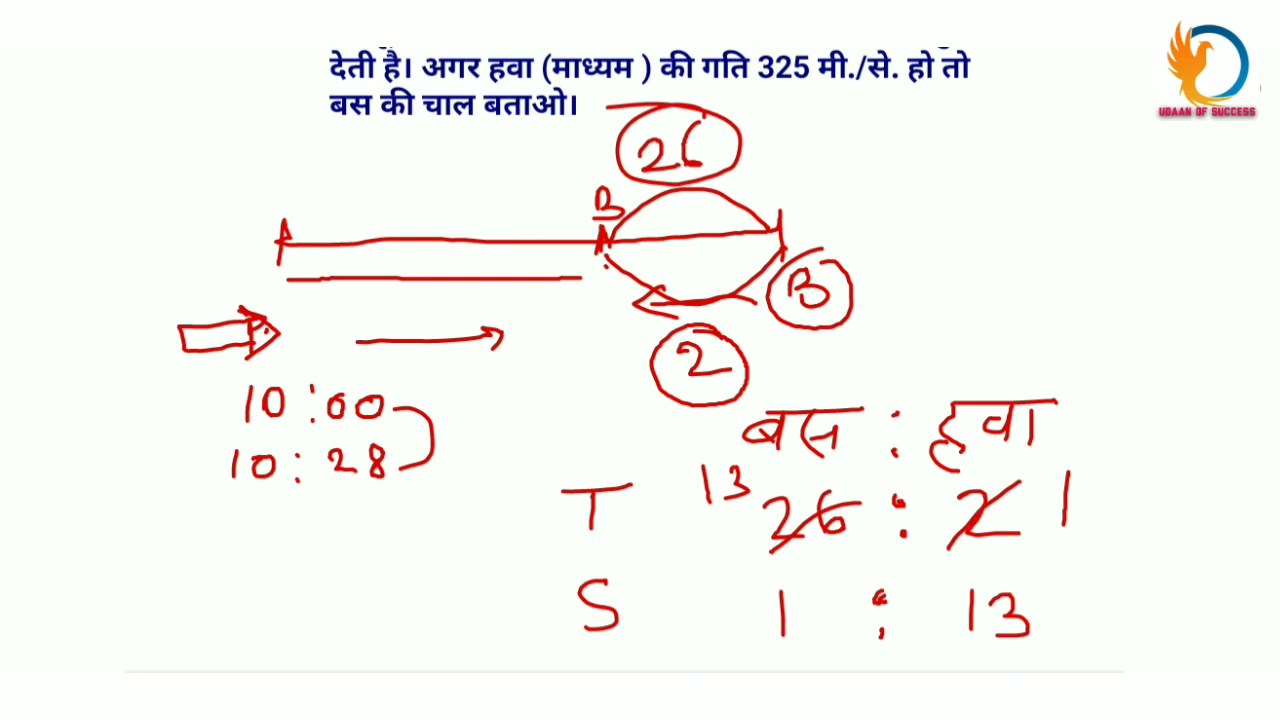 देती है। अगर हवा (माध्यम ) की गति 325 मी./से. हो तो
बस की चाल बताओ।
UDAAN OF SUCCESS
26
B
B
2
10:00
10:28
बस : हवा
T 13 26 : 2 1
S 1 : 13